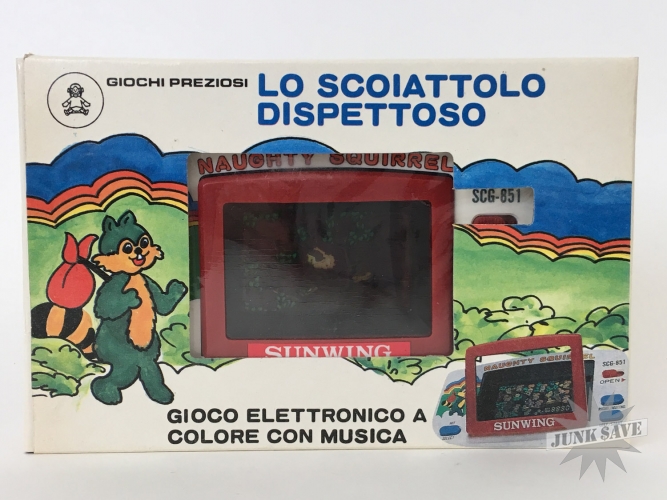 GIOCHI PREZIOSI
LO SCOIATTOLO
DISPETTOSO
NAUGHTY SQUIRREL
SCG-851
SUNWING
NAUGHTY SQUIRREL
SCG-851
OPEN
SUNWING
GIOCO ELETTRONICO A
COLORE CON MUSICA
JUNK SAVE